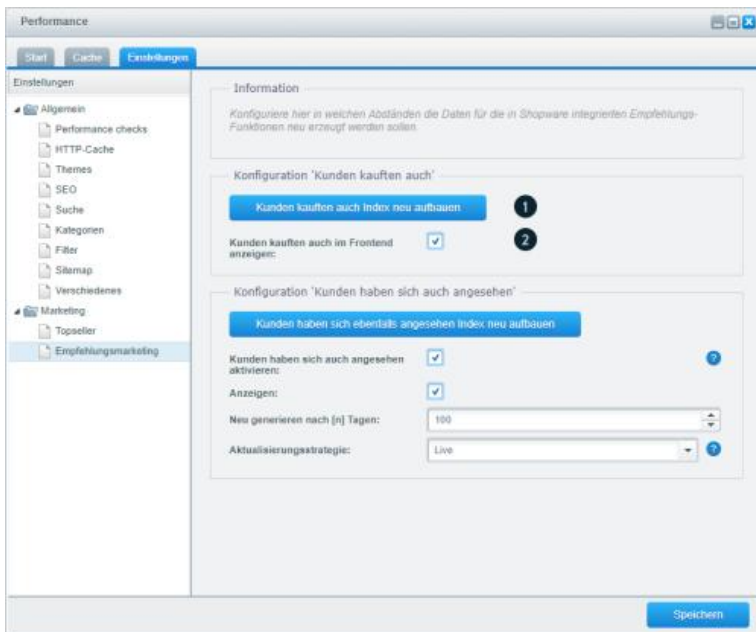 Performance
Start Cache Einstellungen
Einstellungen
Allgemein
Performance checks
HTTP-Cache
Themes
SEO
Suche
Kategorien
Filter
Sitemap
Verschiedenes
Marketing
Topseller
Empfehlungsmarketing
Information
Konfiguriere hier in welchen Abständen die Daten für die in Shopware integrierten Empfehlungs-
Funktionen neu erzeugt werden sollen.
Konfiguration 'Kunden kauften auch'
Kunden kauften auch Index neu aufbauen 1
Kunden kauften auch im Frontend 2
anzeigen:
Konfiguration 'Kunden haben sich auch angesehen'
Kunden haben sich ebenfalls angesehen Index neu aufbauen
Kunden haben sich auch angesehen ?
aktivieren:
Anzeigen:
Neu generieren nach [n] Tagen: 100
Aktualisierungsstrategie: Live ?
Speichern